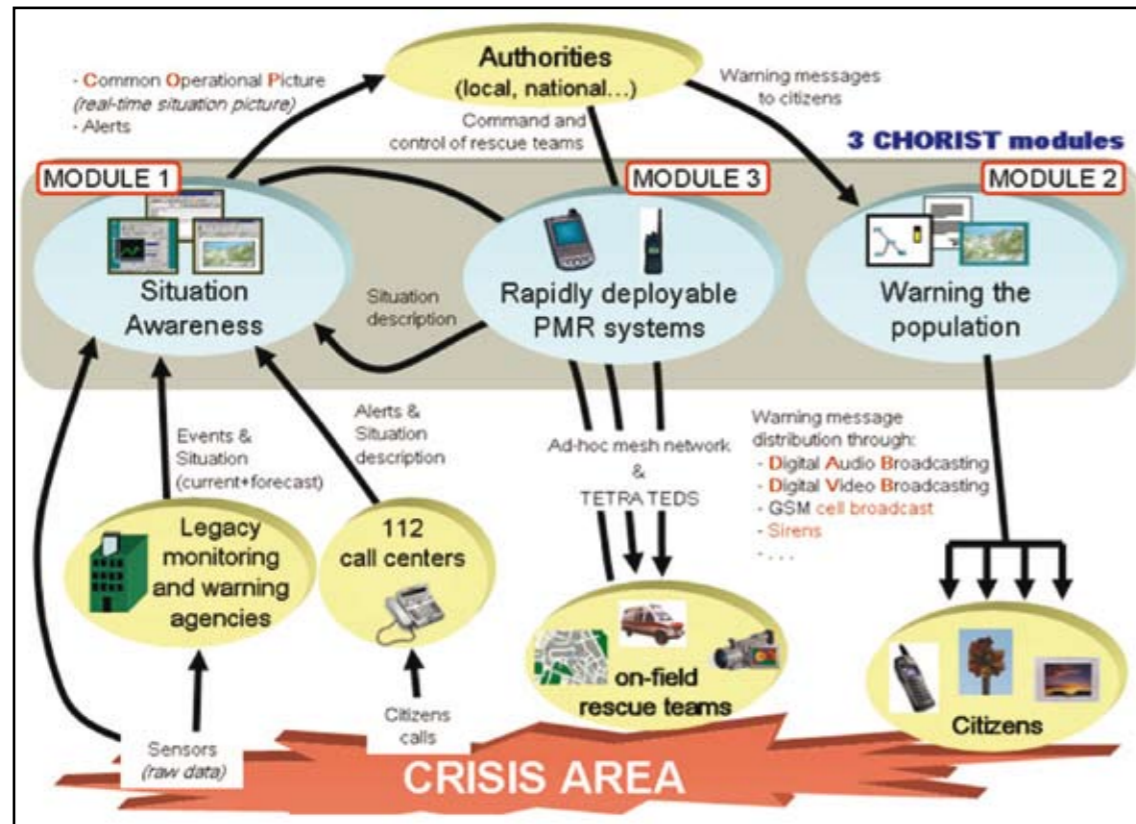 Authorities
(local, national...)
- Common Operational Picture
(real-time situation picture)
- Alerts
Warning messages
to citizens
Command and
control of rescue teams
3 CHORIST modules
MODULE 1
MODULE 3
MODULE 2
Situation
Awareness
Situation
description
Rapidly deployable
PMR systems
Warning the
population
Events &
Situation
(current+forecast)
Alerts &
Situation
description
Ad-hoc mesh network
&
TETRA TEDS
Warning message
distribution through:
- Digital Audio Broadcasting
- Digital Video Broadcasting
- GSM cell broadcast
- Sirens
- . . .
Legacy
monitoring
and warning
agencies
112
call centers
on-field
rescue teams
Citizens
Sensors
(raw data)
Citizens
calls
CRISIS AREA